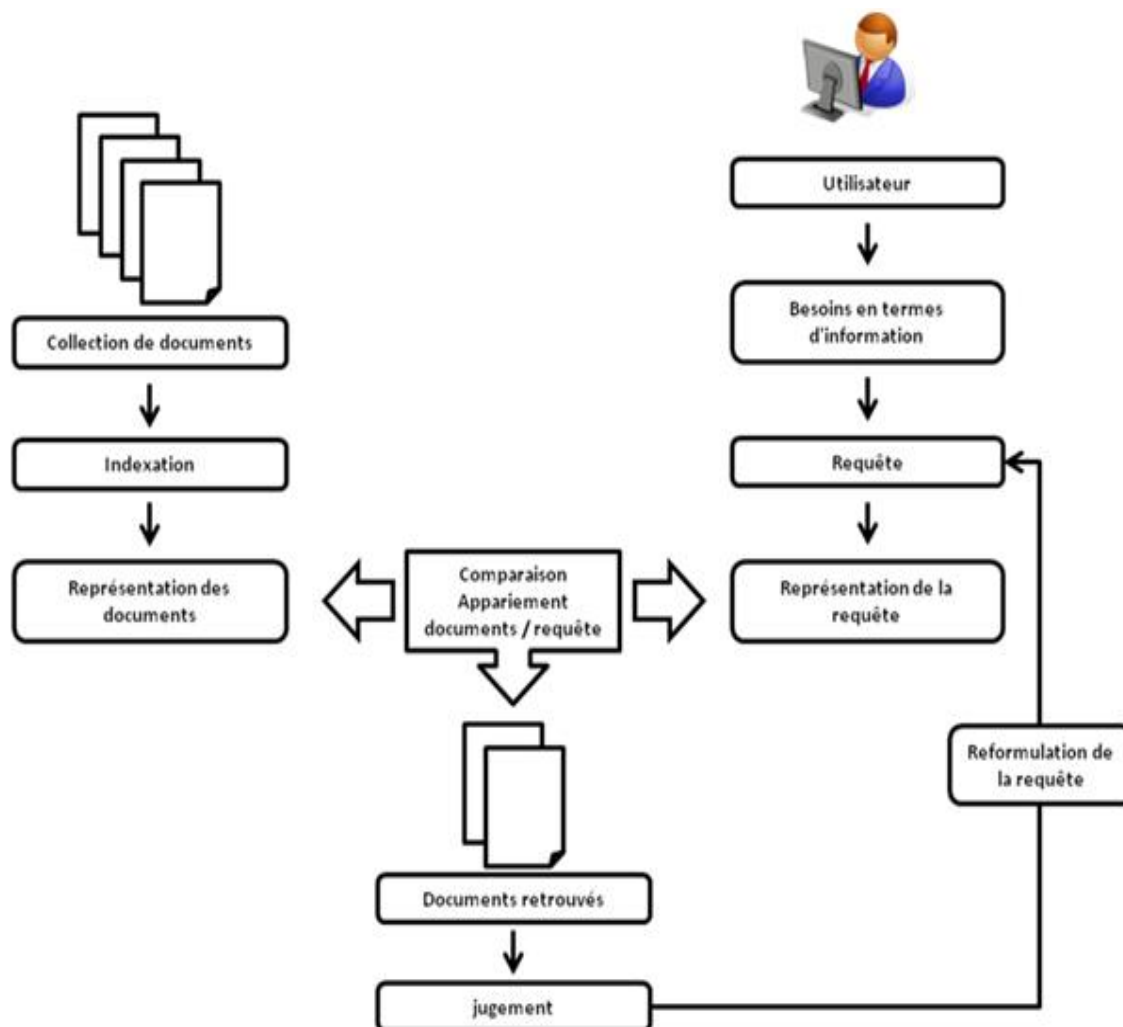 Utilisateur
Besoins en termes
d'information
Collection de documents
Indexation
Requête
Représentation des
documents
Comparaison
Appariement
documents / requête
Représentation de la
requête
Reformulation de
la requête
Documents retrouvés
jugement